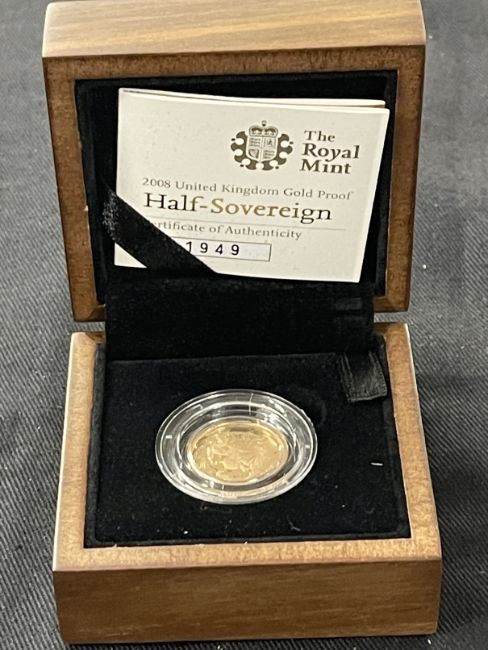 The
Royal
Mint
2008 United Kingdom Gold Proof
Half-Sovereign
ertificate of Authenticity
1949